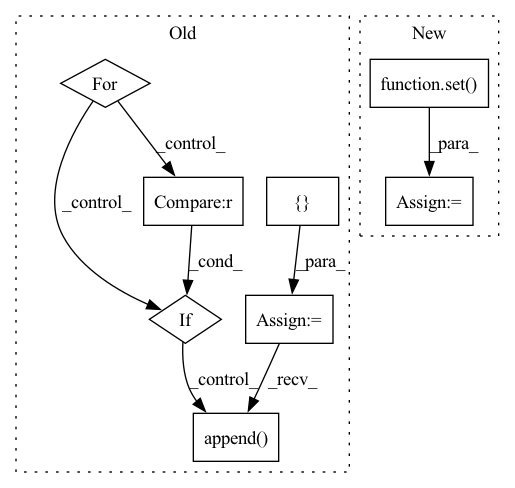 Old
New
For
function.set()
_control_
_para_
_control_
Compare:r
{}
Assign:=
_cond_
_para_
If
Assign:=
_control_
_recv_
append()